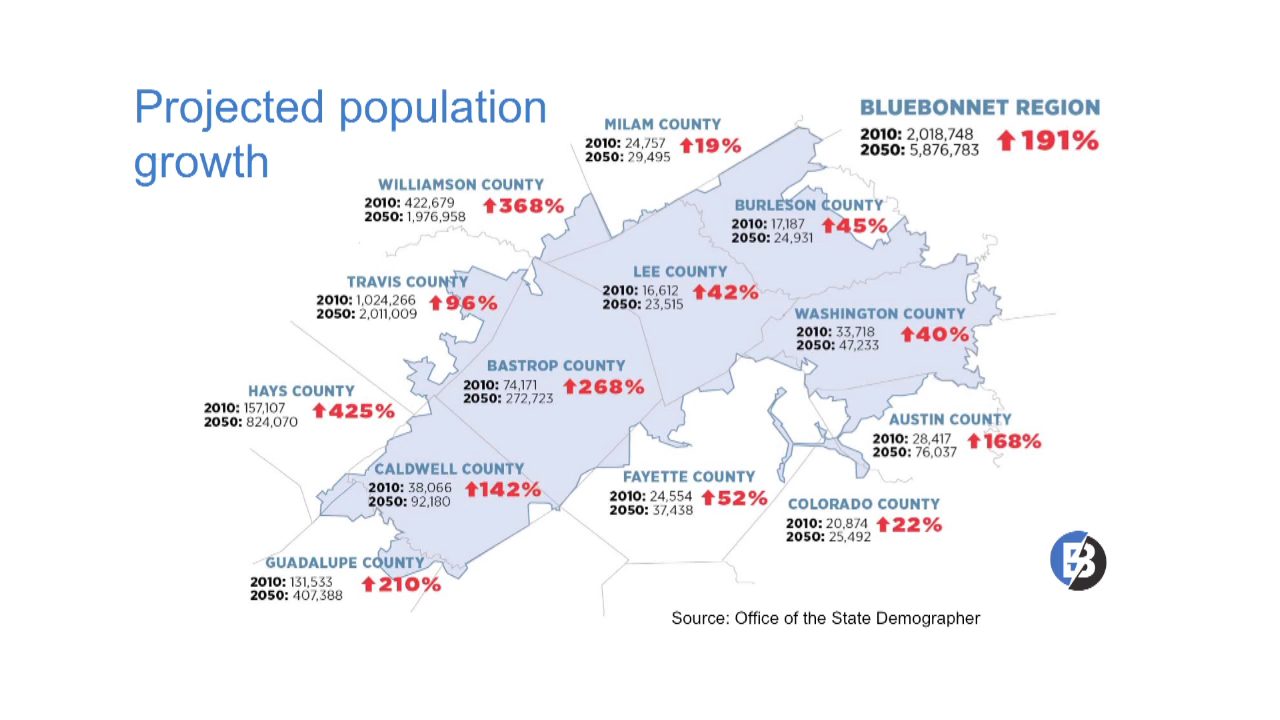 Projected population
growth
BLUEBONNET REGION
2010: 2,018,748
2050: 5,876,783
191%
MILAM COUNTY
2010: 24,757
2050: 29,495
19%
WILLIAMSON COUNTY
2010: 422,679
2050: 1,976,958
368%
BURLESON COUNTY
2010: 17,187
2050: 24,931
45%
TRAVIS COUNTY
2010: 1,024,266
2050: 2,011,009
96%
LEE COUNTY
2010: 16,612
2050: 23,515
42%
WASHINGTON COUNTY
2010: 33,718
2050: 47,233
40%
BASTROP COUNTY
2010: 74,171
2050: 272,723
268%
HAYS COUNTY
2010: 157,107
2050: 824,070
425%
AUSTIN COUNTY
2010: 28,417
2050: 76,037
168%
CALDWELL COUNTY
2010: 38,066
2050: 92,180
142%
FAYETTE COUNTY
2010: 24,554
2050: 37,438
52%
COLORADO COUNTY
2010: 20,874
2050: 25,492
22%
GUADALUPE COUNTY
2010: 131,533
2050: 407,388
210%
B
Source: Office of the State Demographer